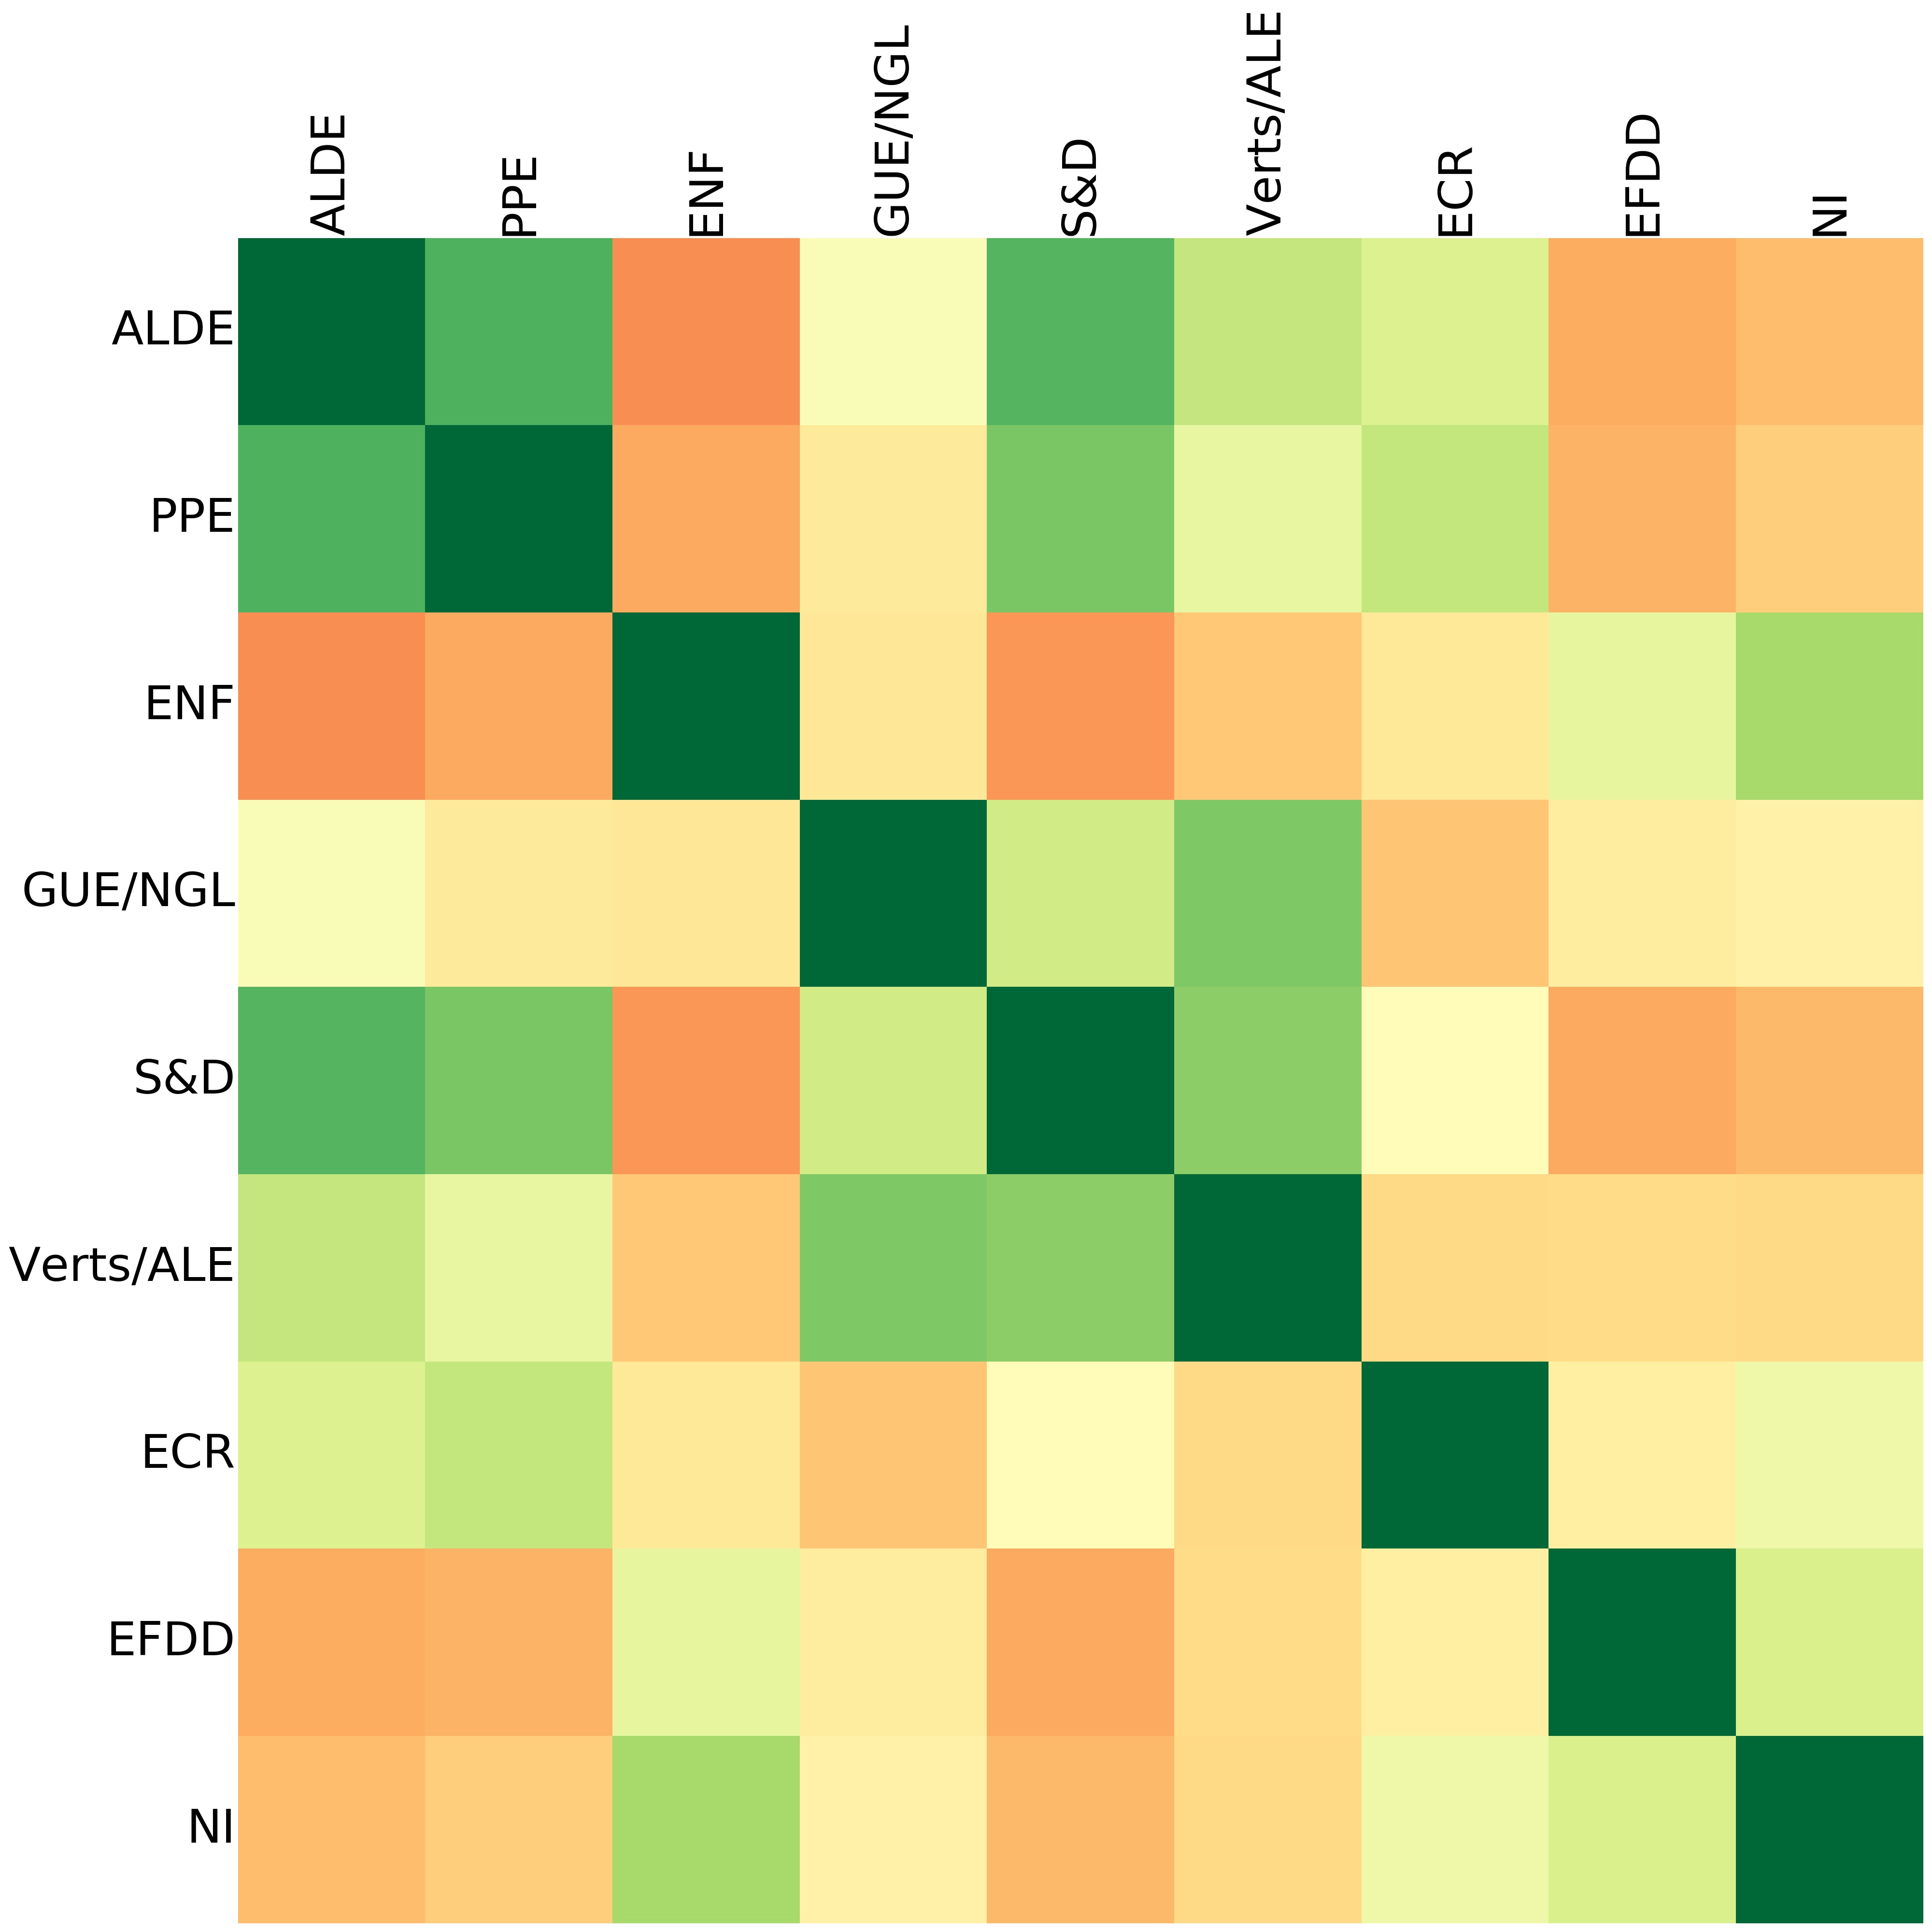 ALDE
PPE
ENF
GUE/NGL
S&D
Verts/ALE
ECR
EFDD
NI
ALDE
PPE
ENF
GUE/NGL
S&D
Verts/ALE
ECR
EFDD
NI